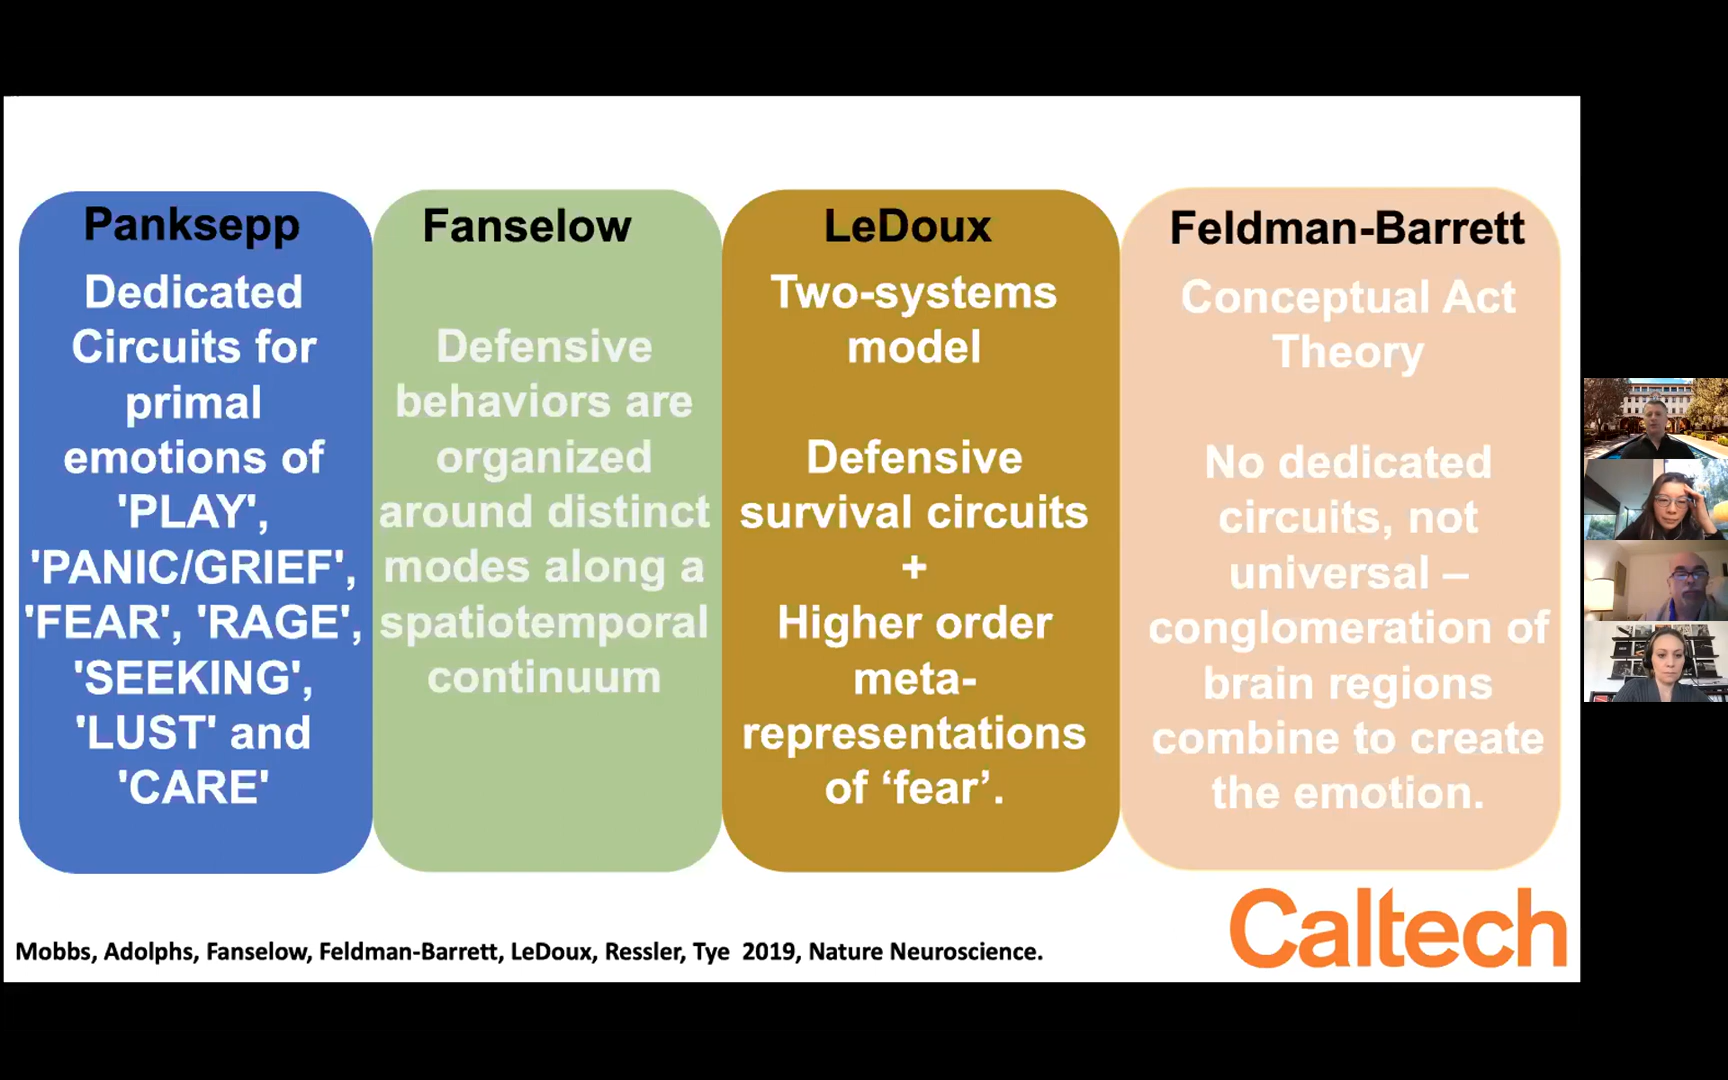 Panksepp
Dedicated
Circuits for
primal
emotions of
'PLAY',
'PANIC/GRIEF',
'FEAR', 'RAGE',
'SEEKING',
'LUST' and
'CARE'
Fanselow
Defensive
behaviors are
organized
around distinct
modes along a
spatiotemporal
continuum
LeDoux
Two-systems
model
Defensive
survival circuits
+
Higher order
meta-
representations
of ‘fear’.
Feldman-Barrett
Conceptual Act
Theory
No dedicated
circuits, not
universal –
conglomeration of
brain regions
combine to create
the emotion.
Mobbs, Adolphs, Fanselow, Feldman-Barrett, LeDoux, Ressler, Tye 2019, Nature Neuroscience.
Caltech